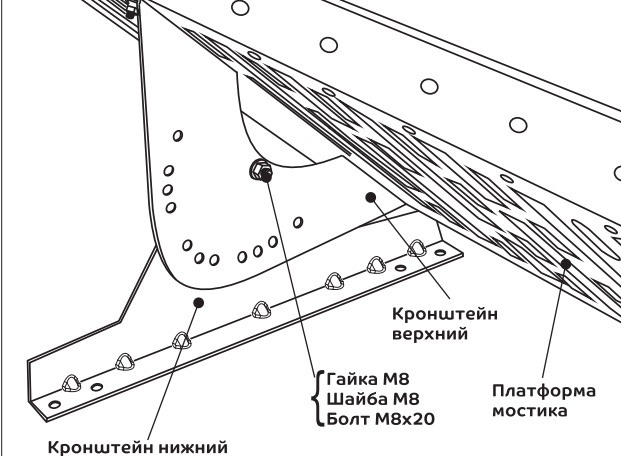 Кронштейн
верхний
Гайка М8
Шайба М8
Болт М8х20
Платформа
мостика
Кронштейн нижний